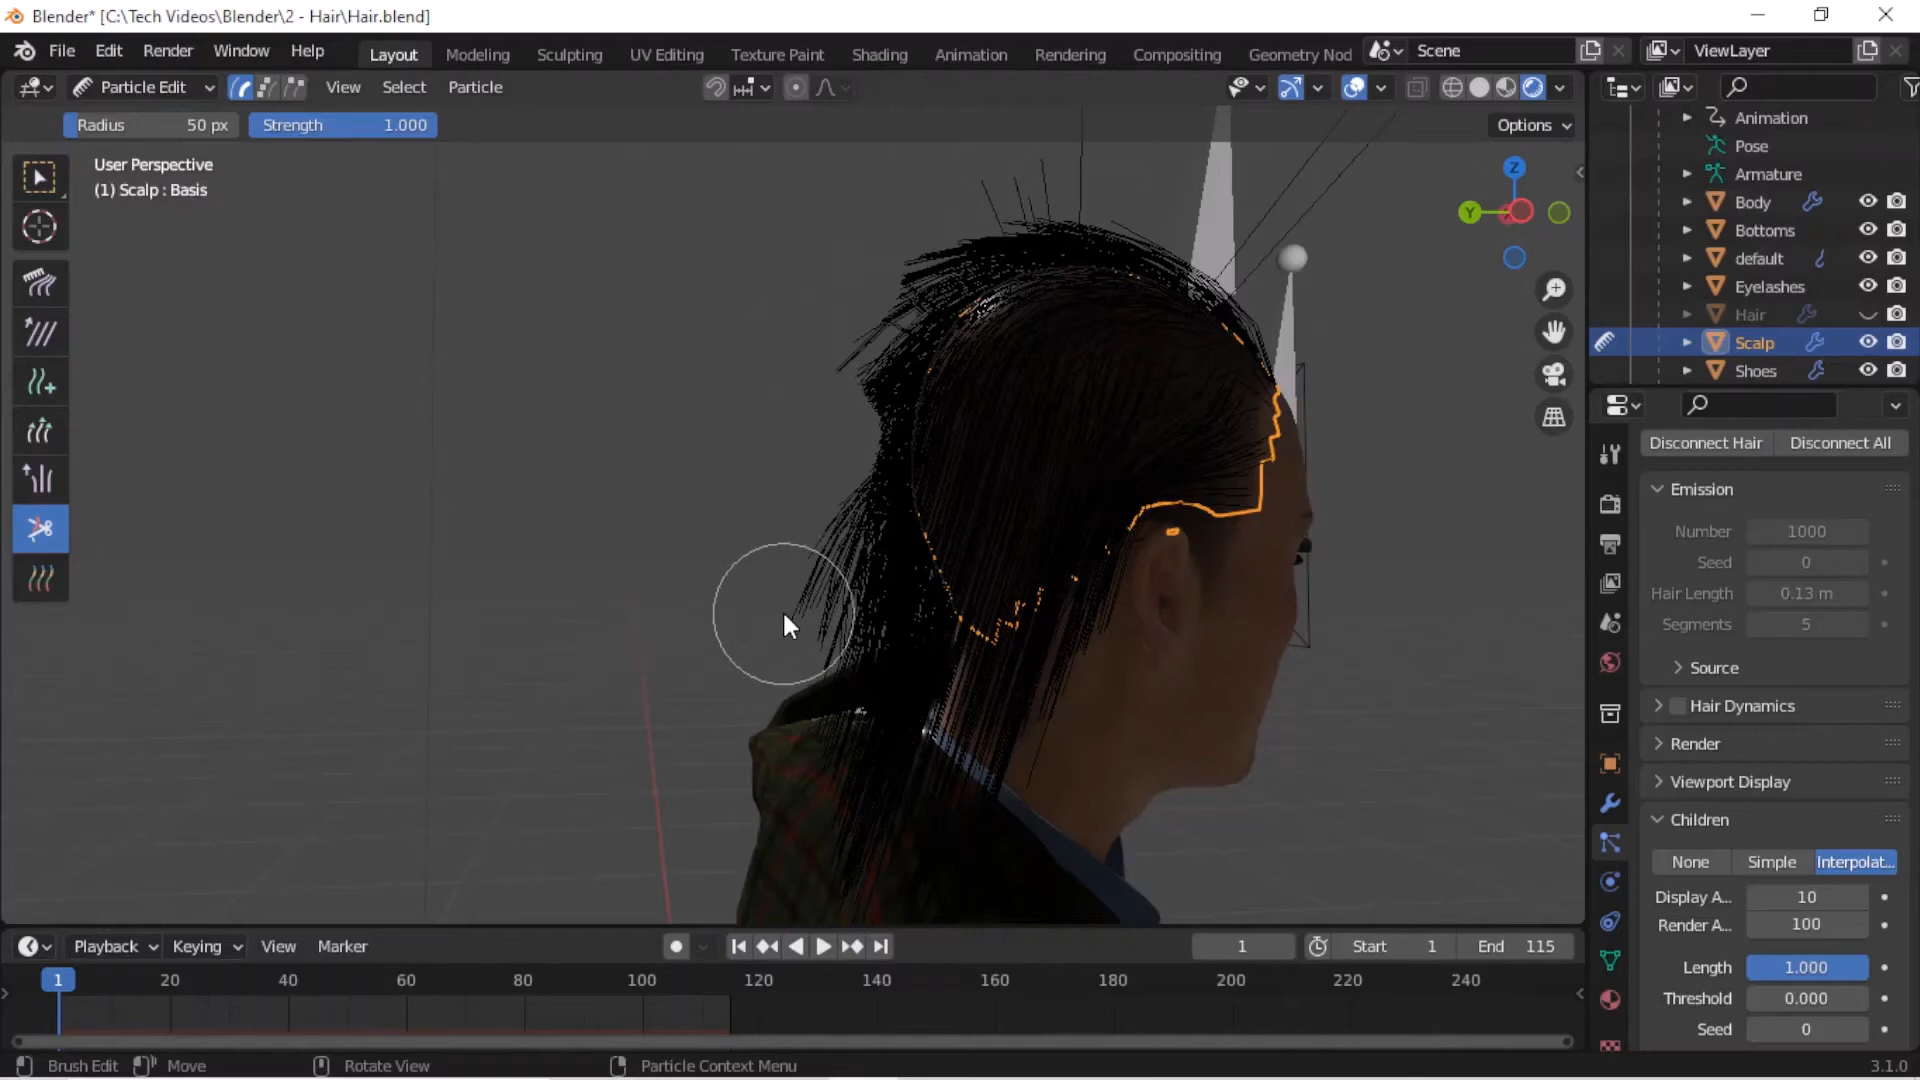 Blender* [C:\Tech Videos\Blender\2 - Hair\Hair.blend]
File Edit Render Window Help Layout Modeling Sculpting UV Editing Texture Paint Shading Animation Rendering Compositing Geometry Nod Scene ViewLayer
Particle Edit View Select Particle
Radius 50 px Strength 1.000 Options
User Perspective
(1) Scalp : Basis
Z
Y
Animation
Pose
Armature
Body
Bottoms
default
Eyelashes
Hair
Scalp
Shoes
Disconnect Hair Disconnect All
Emission
Number 1000
Seed 0
Hair Length 0.13 m
Segments 5
Source
Hair Dynamics
Render
Viewport Display
Children
None Simple Interpolat...
Display A... 10
Render A... 100
Length 1.000
Threshold 0.000
Seed 0
Playback Keying View Marker 1 Start 1 End 115
1 20 40 60 80 100 120 140 160 180 200 220 240
Brush Edit Move Rotate View Particle Context Menu 3.1.0